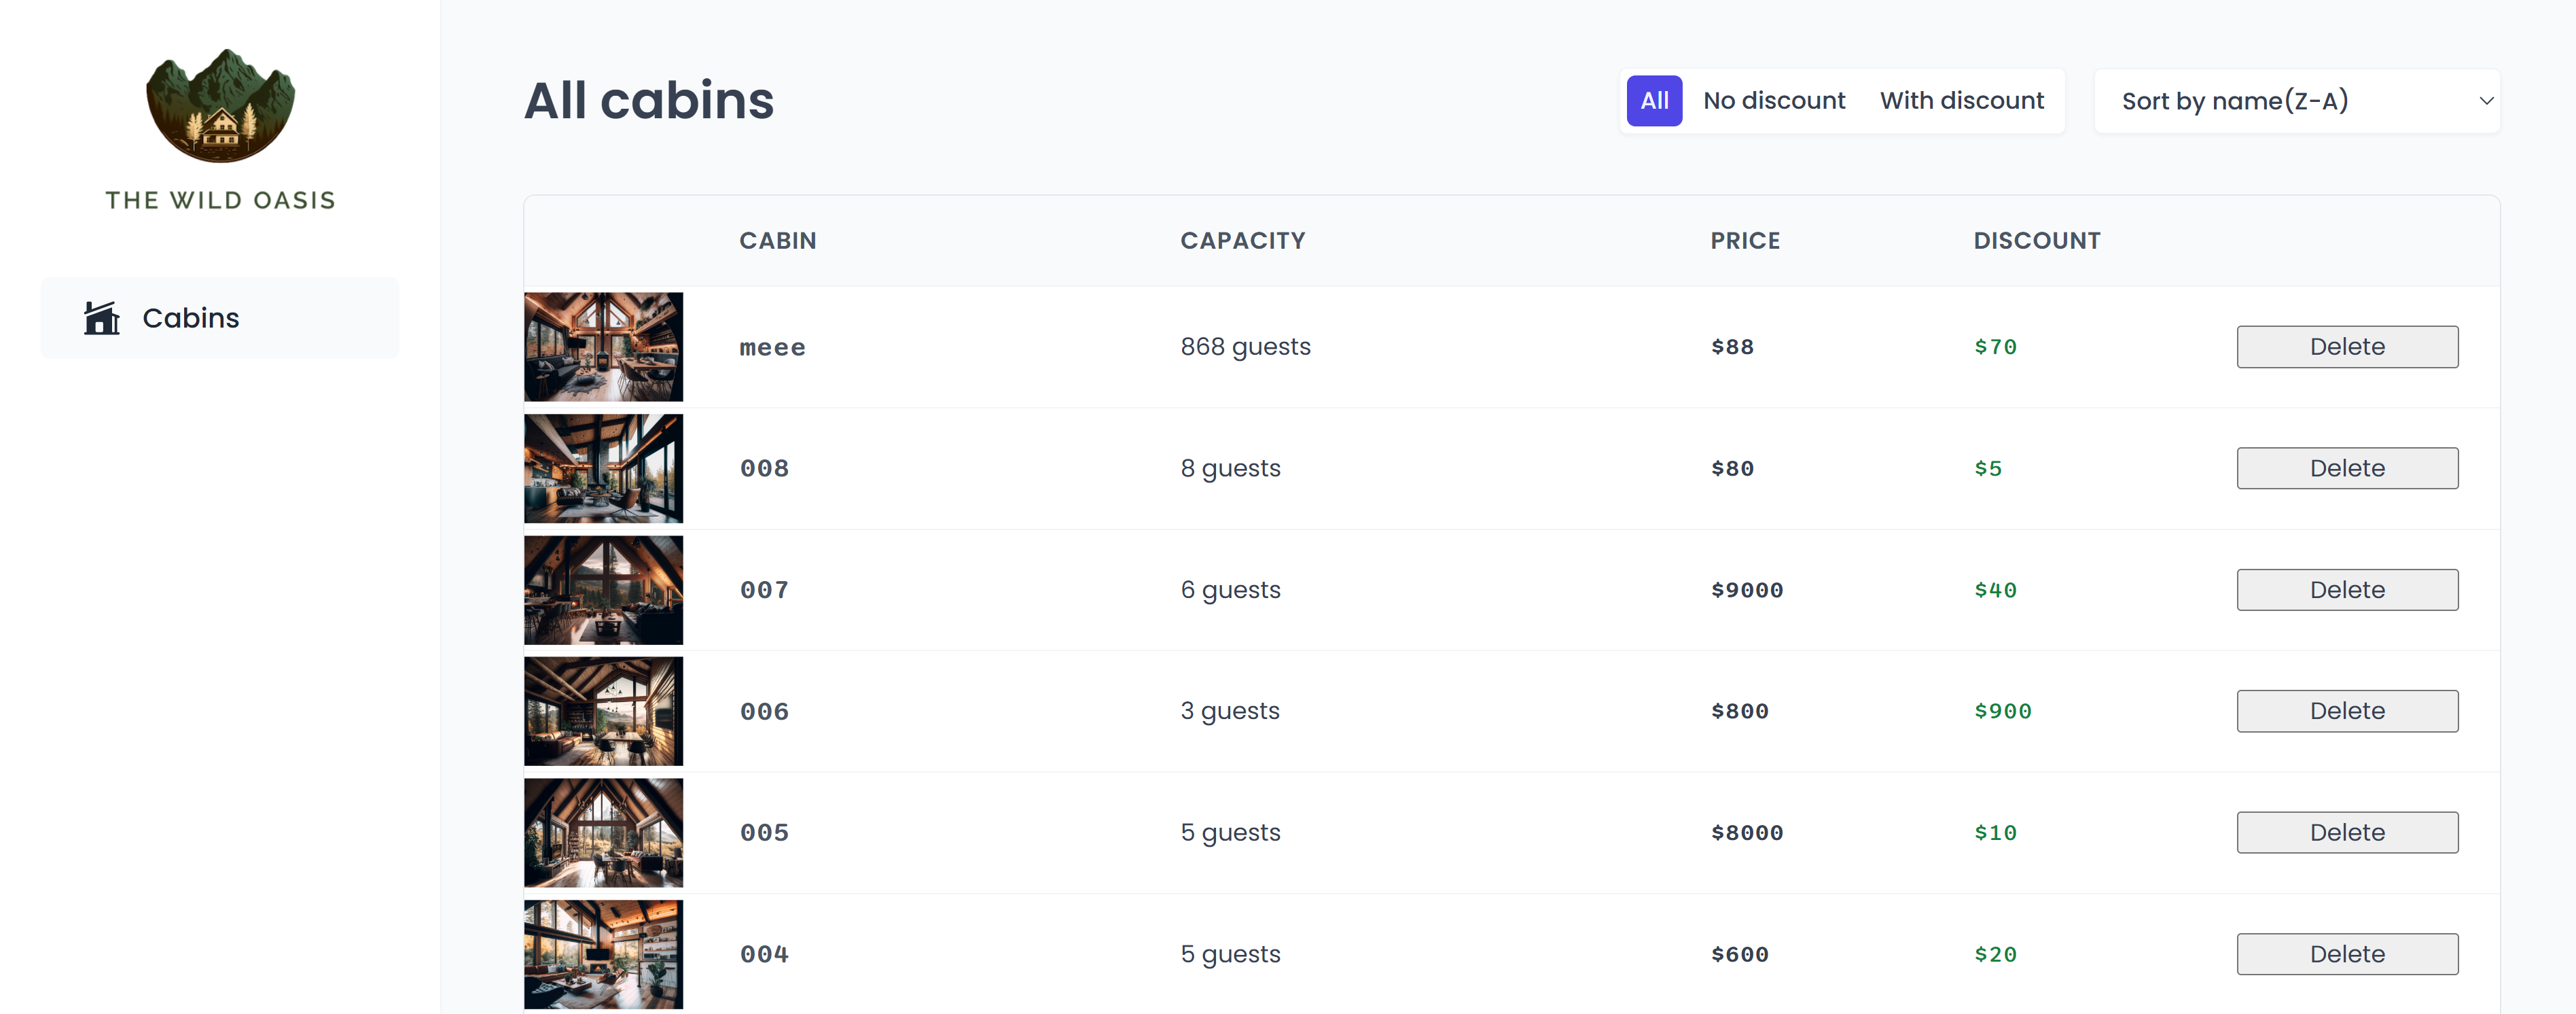 THE WILD OASIS
Cabins
All cabins
All No discount With discount
Sort by name(Z-A)
CABIN CAPACITY PRICE DISCOUNT
meee 868 guests $88 $70 Delete
008 8 guests $80 $5 Delete
007 6 guests $9000 $40 Delete
006 3 guests $800 $900 Delete
005 5 guests $8000 $10 Delete
004 5 guests $600 $20 Delete